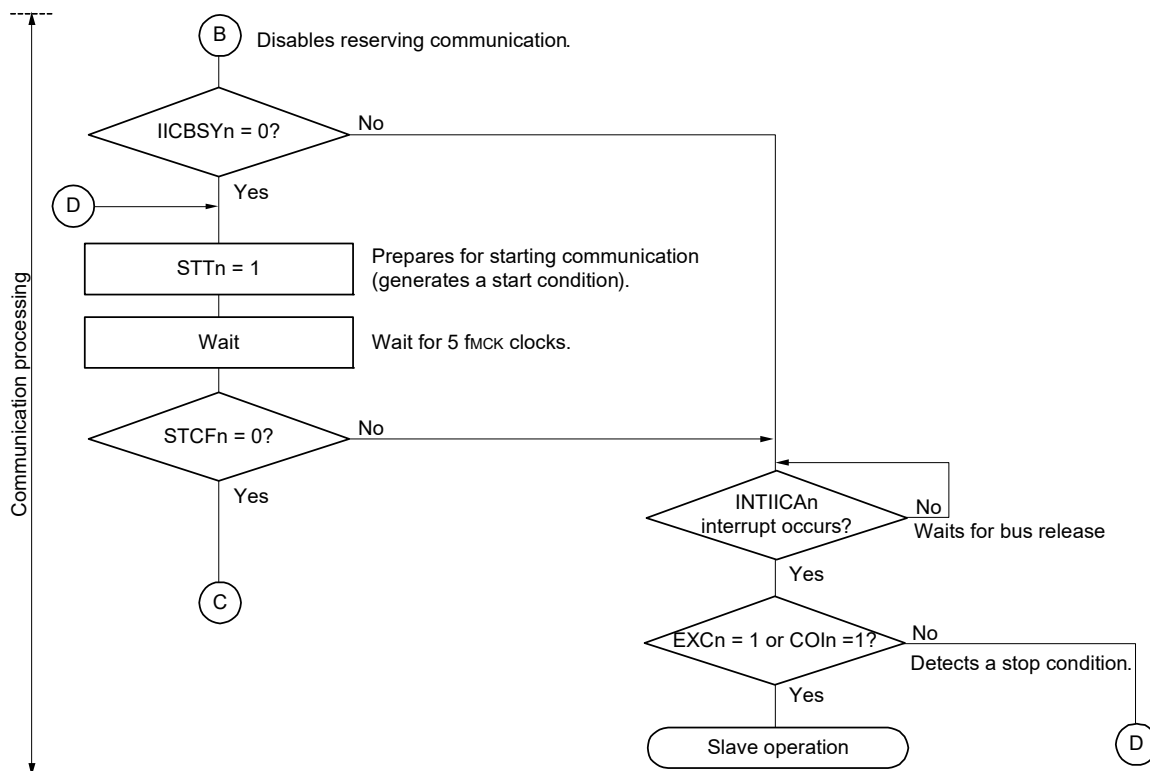 B
Disables reserving communication.
IICBSYn = 0?
No
Yes
D
STTn = 1
Prepares for starting communication
(generates a start condition).
Wait
Wait for 5 fMCK clocks.
Communication processing
STCFn = 0?
No
Yes
INTIICAn
interrupt occurs?
No
Waits for bus release
Yes
C
EXCn = 1 or COIn =1?
No
Detects a stop condition.
Yes
Slave operation
D